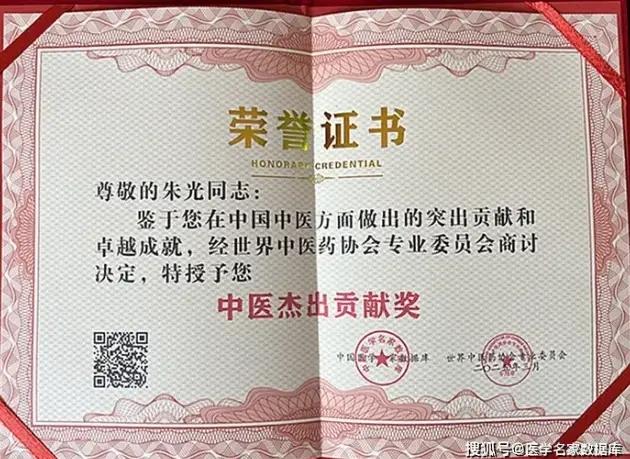 荣誉证书
HONORARY CREDENTIAL
尊敬的朱光同志：
鉴于您在中国中医方面做出的突出贡献和
卓越成就，经世界中医药协会专业委员会商讨
决定，特授予您
中医杰出贡献奖
中国医学名家数据库
世界中医药协会专业委员会
三月
搜狐号@医学名家数据库